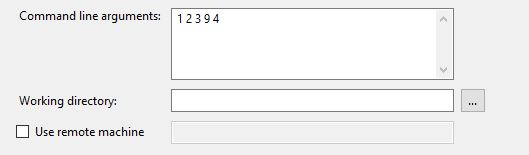 Command line arguments:
1 2 3 9 4
Working directory:
...
Use remote machine